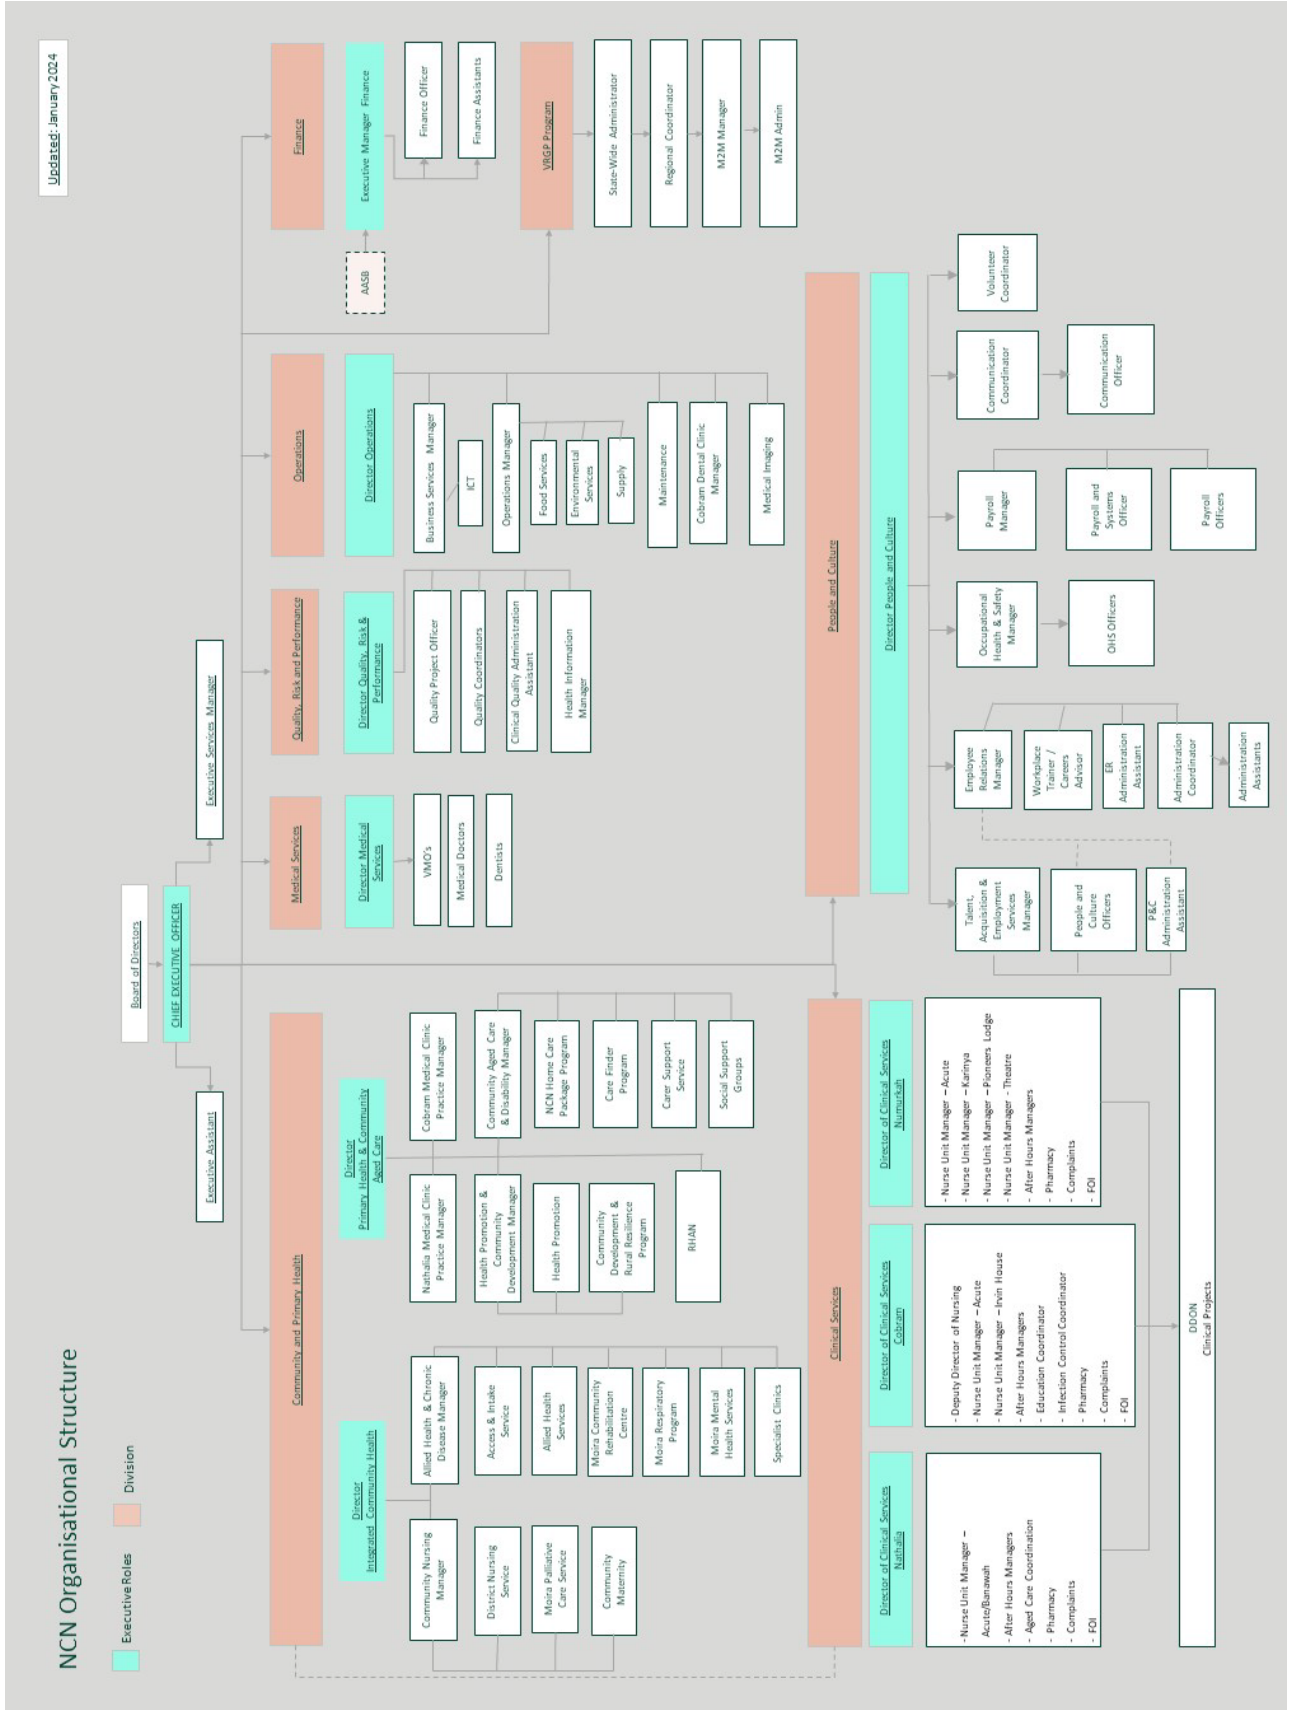 NCN Organisational Structure
Executive Roles
Division
Updated: January 2024
Board of Directors
CHIEF EXECUTIVE OFFICER
Executive Assistant
Executive Services Manager
Community and Primary Health
Director
Integrated Community Health
Community Nursing
Manager
District Nursing
Service
Moira Palliative
Care Service
Community
Maternity
Allied Health & Chronic
Disease Manager
Access & Intake
Service
Allied Health
Services
Moira Community
Rehabilitation
Centre
Moira Respiratory
Program
Moira Mental
Health Services
Specialist Clinics
Director
Primary Health & Community
Aged Care
Nathalia Medical Clinic
Practice Manager
Health Promotion &
Community
Development Manager
Health Promotion
Community
Development &
Rural Resilience
Program
RHAN
Cobram Medical Clinic
Practice Manager
Community Aged Care
& Disability Manager
NCN Home Care
Package Program
Care Finder
Program
Carer Support
Service
Social Support
Groups
Medical Services
Director Medical
Services
VMO's
Medical Doctors
Dentists
Quality, Risk and Performance
Director Quality, Risk &
Performance
Quality Project Officer
Quality Coordinators
Clinical Quality Administration
Assistant
Health Information
Manager
Operations
Director Operations
Business Services Manager
ICT
Operations Manager
Food Services
Environmental
Services
Supply
Maintenance
Cobram Dental Clinic
Manager
Medical Imaging
Finance
AASB
Executive Manager Finance
Finance Officer
Finance Assistants
VRGP Program
State-Wide Administrator
Regional Coordinator
M2M Manager
M2M Admin
Clinical Services
Director of Clinical Services
Nathalia
- Nurse Unit Manager –
Acute/Banawah
- After Hours Managers
- Aged Care Coordination
- Pharmacy
- Complaints
- FOI
Director of Clinical Services
Cobram
- Deputy Director of Nursing
- Nurse Unit Manager – Acute
- Nurse Unit Manager – Irvin House
- After Hours Managers
- Education Coordinator
- Infection Control Coordinator
- Pharmacy
- Complaints
- FOI
Director of Clinical Services
Numurkah
- Nurse Unit Manager – Acute
- Nurse Unit Manager – Karinya
- Nurse Unit Manager – Pioneers Lodge
- Nurse Unit Manager - Theatre
- After Hours Managers
- Pharmacy
- Complaints
- FOI
DDON
Clinical Projects
People and Culture
Director People and Culture
Talent,
Acquisition &
Employment
Services
Manager
People and
Culture
Officers
P&C
Administration
Assistant
Employee
Relations
Manager
Workplace
Trainer /
Careers
Advisor
ER
Administration
Assistant
Administration
Coordinator
Administration
Assistants
Occupational
Health & Safety
Manager
OHS Officers
Payroll
Manager
Payroll and
Systems
Officer
Payroll
Officers
Communication
Coordinator
Communication
Officer
Volunteer
Coordinator